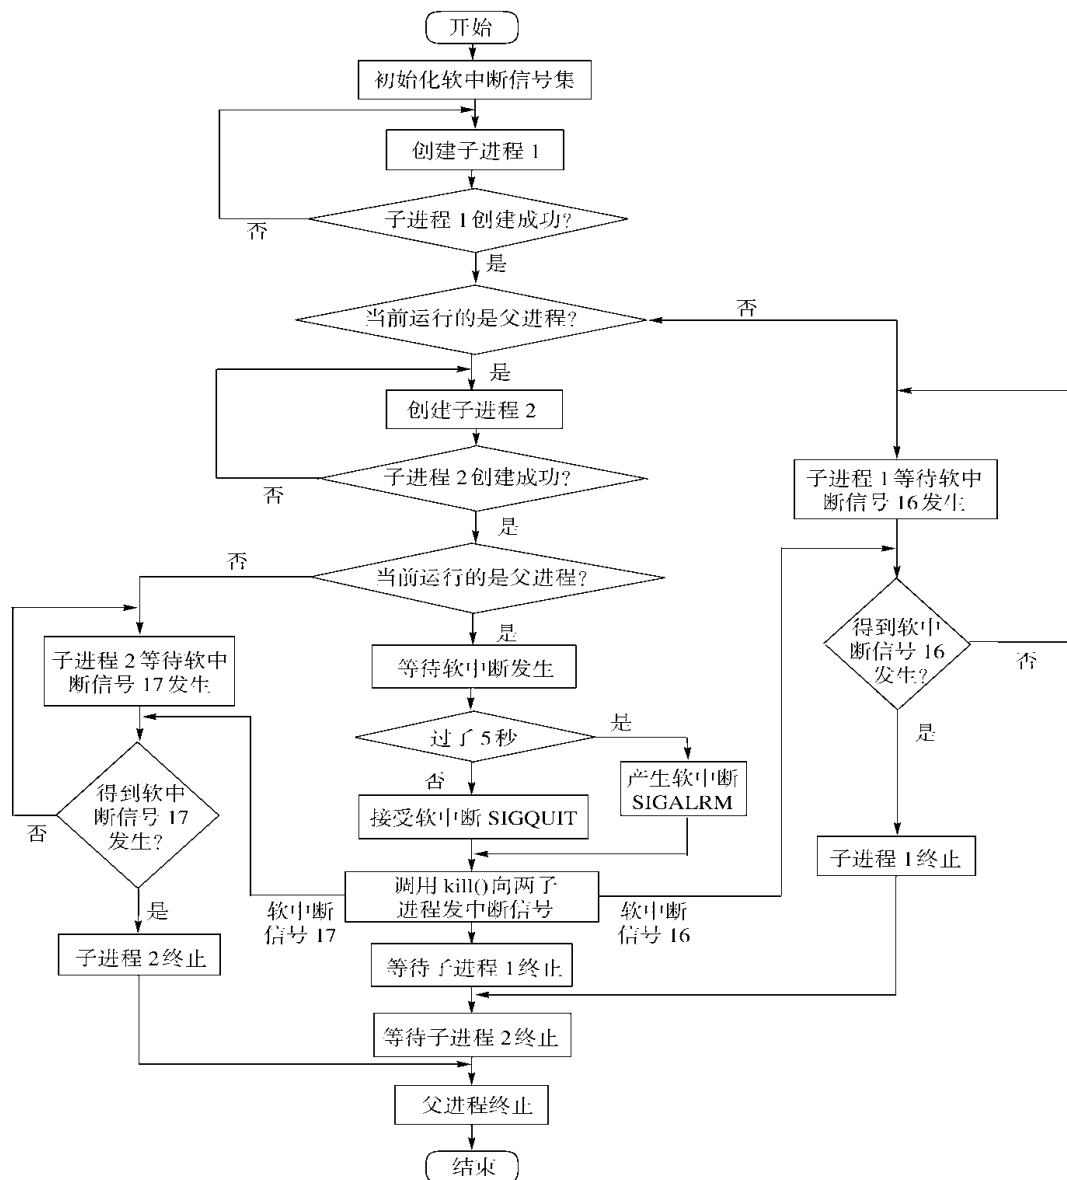 开始
初始化软中断信号集
创建子进程 1
子进程 1 创建成功?
否
是
当前运行的是父进程?
否
是
创建子进程 2
子进程 2 创建成功?
否
是
子进程 1 等待软中
断信号 16 发生
当前运行的是父进程?
否
是
子进程 2 等待软中
断信号 17 发生
等待软中断发生
得到软中
断信号 16
发生?
否
是
过了 5 秒
是
否
产生软中断
SIGALRM
接受软中断 SIGQUIT
得到软中
断信号 17
发生?
否
是
子进程 1 终止
调用 kill() 向两子
进程发中断信号
软中断
信号 17
软中断
信号 16
子进程 2 终止
等待子进程 1 终止
等待子进程 2 终止
父进程终止
结束